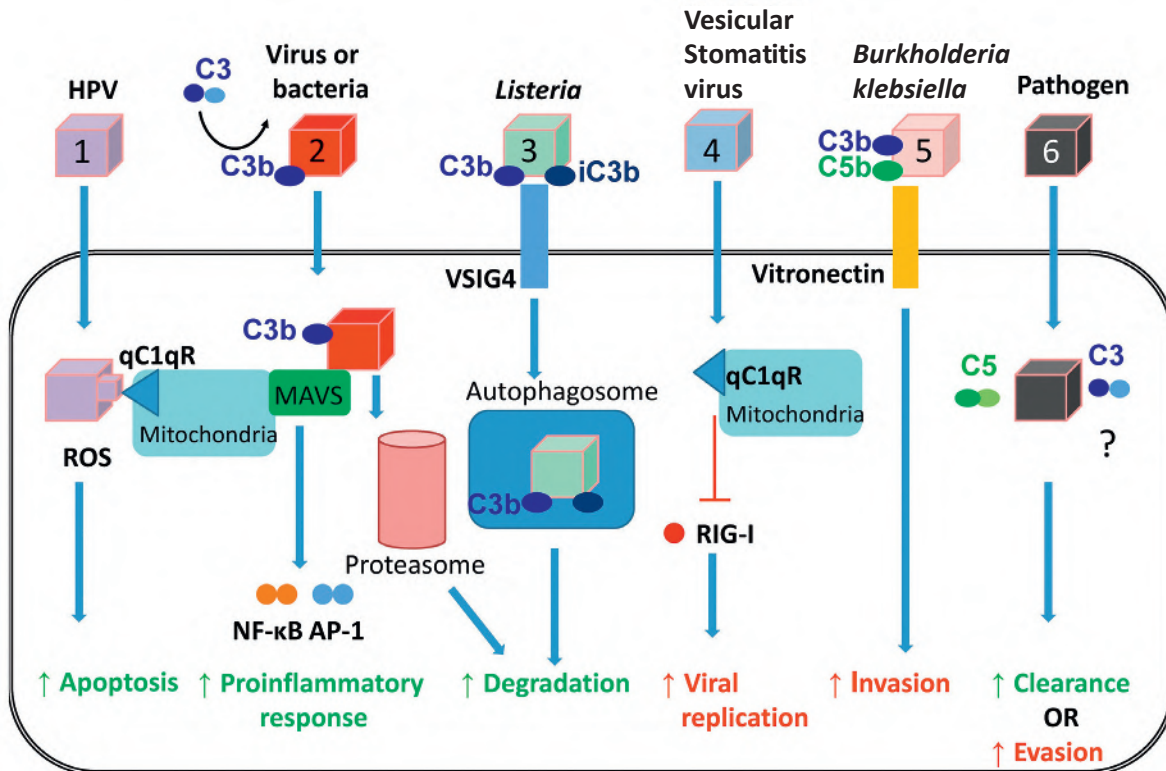 HPV
1
C3
Virus or
bacteria
C3b
2
Listeria
C3b
3
iC3b
Vesicular
Stomatitis
virus
4
Burkholderia
klebsiella
C3b
C5b
5
Pathogen
6
VSIG4
Vitronectin
qC1qR
Mitochondria
ROS
C3b
MAVS
Proteasome
NF-κB AP-1
Autophagosome
C3b
qC1qR
Mitochondria
RIG-I
C5
C3
?
↑ Apoptosis
↑ Proinflammatory
response
↑ Degradation
↑ Viral
replication
↑ Invasion
↑ Clearance
OR
↑ Evasion